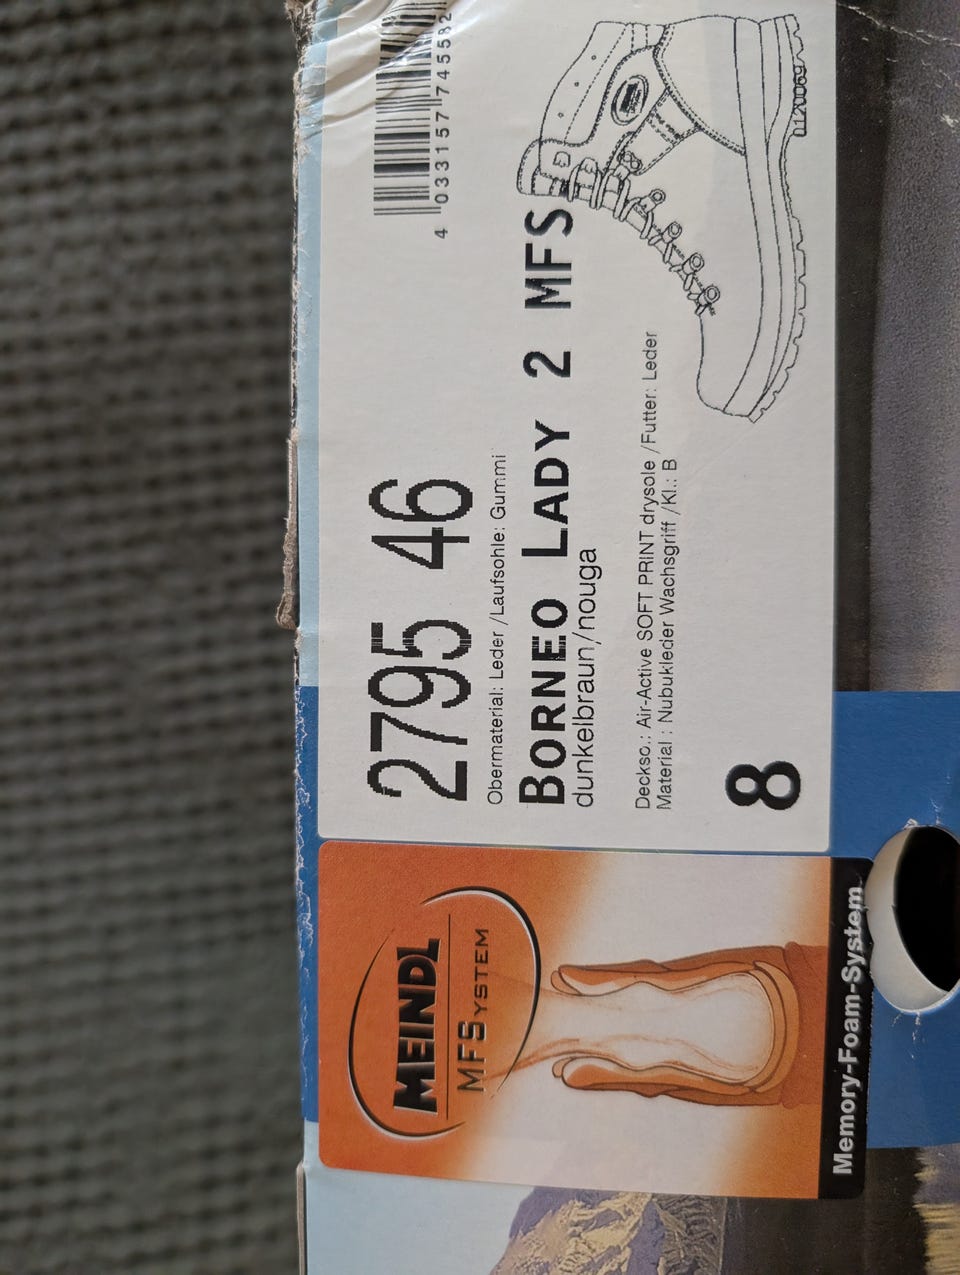 MEINDL
MFSYSTEM
Memory-Foam-System
2795 46
4 033157 745582
Obermaterial: Leder /Laufsohle: Gummi
BORNEO LADY 2 MFS
dunkelbraun/nouga
Deckso.: Air-Active SOFT PRINT drysole /Futter: Leder
Material : Nubukleder Wachsgriff /Kl.: B
8